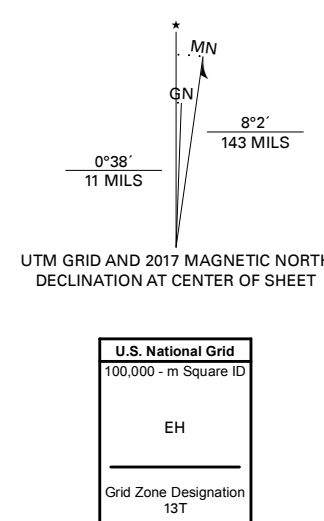 ★
MN
GN
8°2´
143 MILS
0°38´
11 MILS
UTM GRID AND 2017 MAGNETIC NORTH
DECLINATION AT CENTER OF SHEET
U.S. National Grid
100,000 - m Square ID
EH
Grid Zone Designation
13T